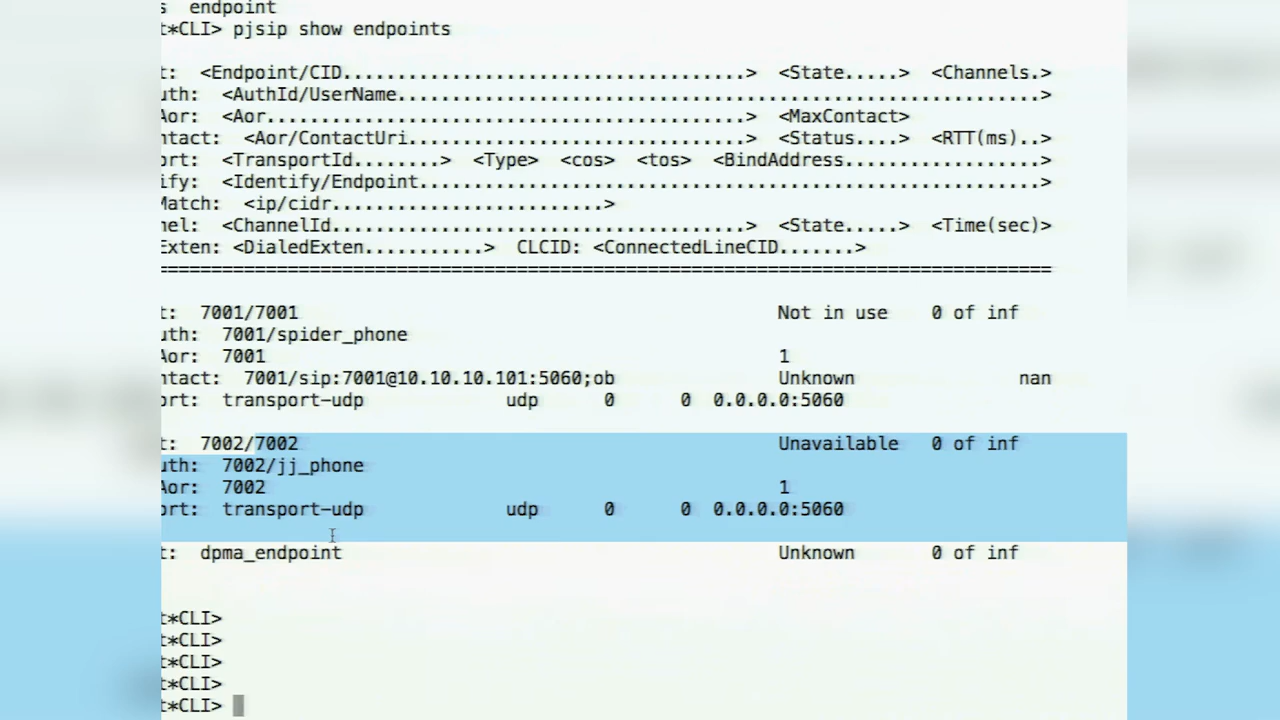 s  endpoint
t*CLI> pjsip show endpoints
t:  <Endpoint/CID.....................................>  <State.....>  <Channels.>
uth:  <AuthId/UserName...........................................................>
Aor:  <Aor............................................>  <MaxContact>
ntact:  <Aor/ContactUri...............................>  <Status....>  <RTT(ms)..>
ort:  <TransportId........>  <Type>  <cos>  <tos>  <BindAddress..................>
ify:  <Identify/Endpoint.........................................................>
Match:  <ip/cidr.........................>
nel:  <ChannelId......................................>  <State.....>  <Time(sec)>
Exten: <DialedExten...........>  CLCID: <ConnectedLineCID.......>
==================================================================================
t:  7001/7001  Not in use  0 of inf
uth:  7001/spider_phone
Aor:  7001  1
ntact:  7001/sip:7001@10.10.10.101:5060;ob  Unknown  nan
ort:  transport-udp  udp  0  0  0.0.0.0:5060
t:  7002/7002  Unavailable  0 of inf
uth:  7002/jj_phone
Aor:  7002  1
ort:  transport-udp  udp  0  0  0.0.0.0:5060
t:  dpma_endpoint  Unknown  0 of inf
t*CLI>
t*CLI>
t*CLI>
t*CLI>
t*CLI>